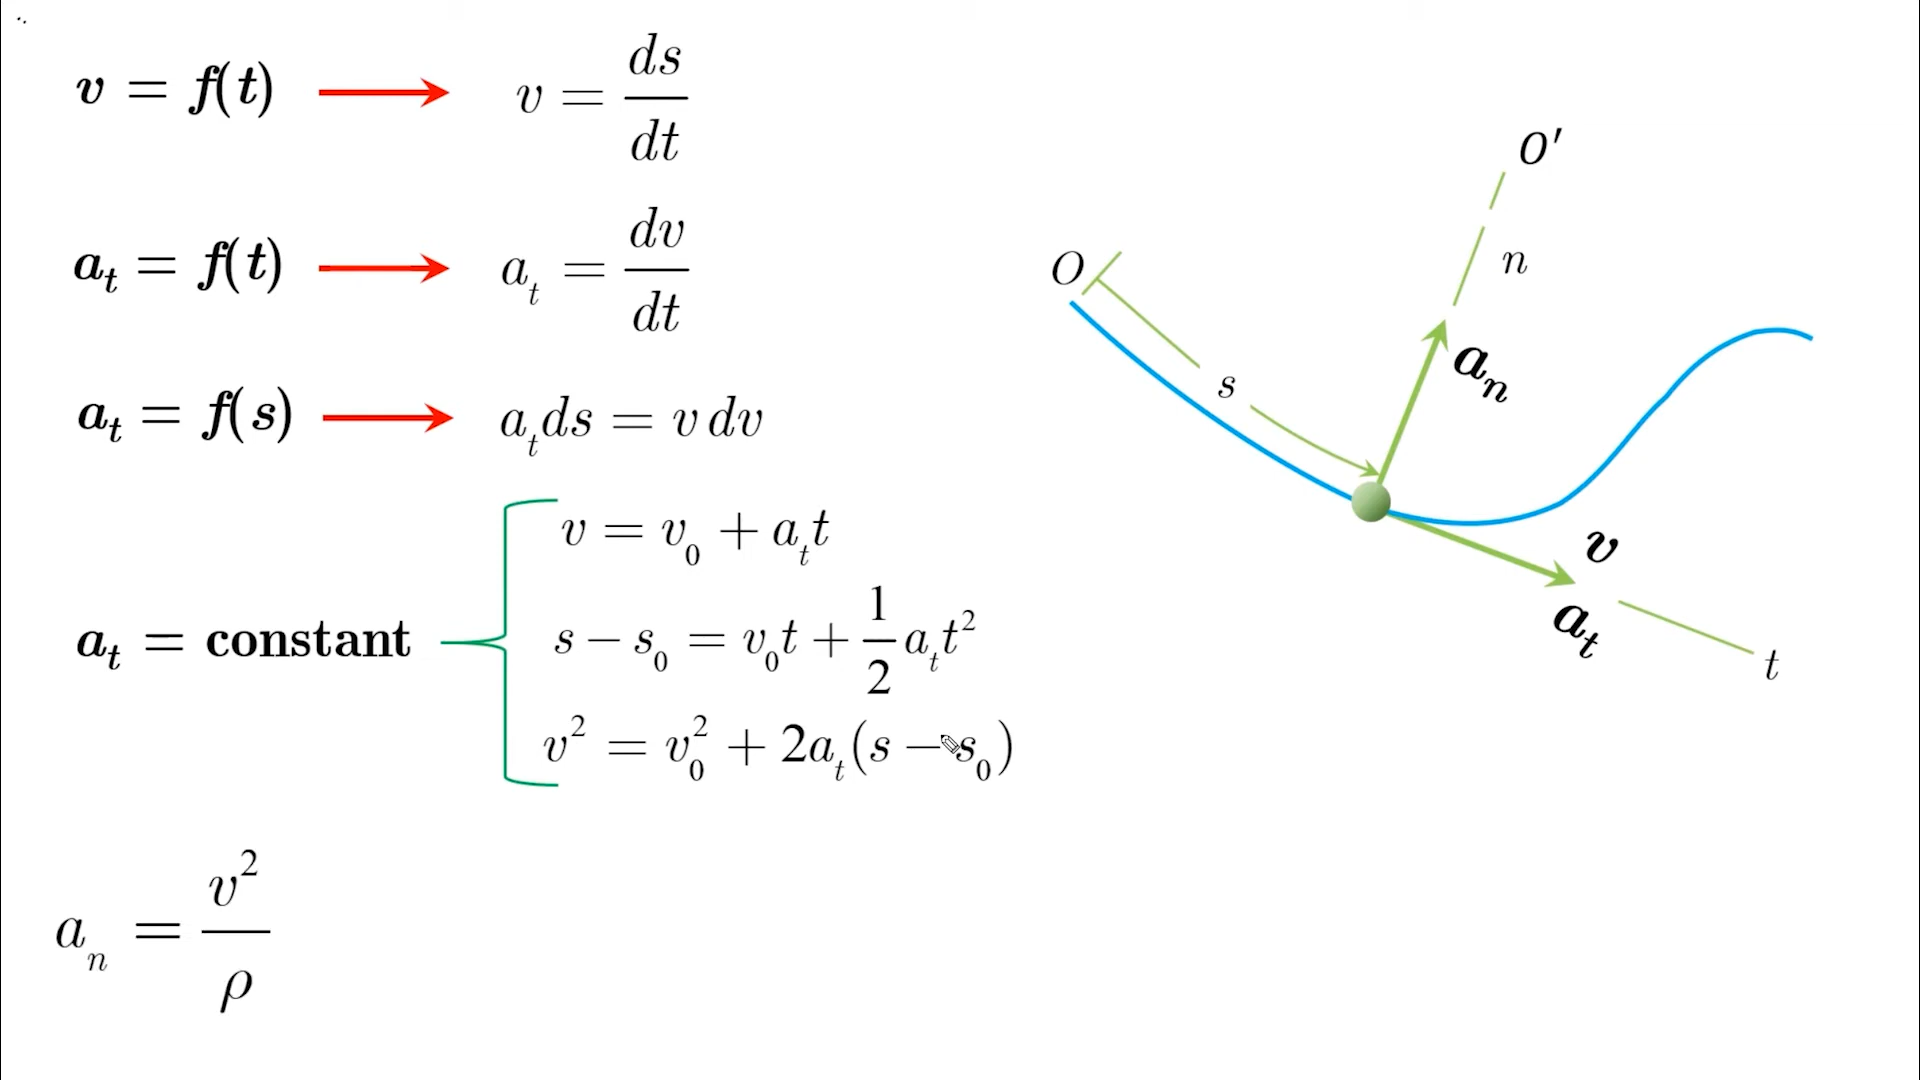 v = f(t) → v = ds/dt
a_t = f(t) → a_t = dv/dt
a_t = f(s) → a_t ds = v dv
a_t = constant
v = v_0 + a_t t
s − s_0 = v_0 t + 1/2 a_t t^2
v^2 = v_0^2 + 2a_t(s − s_0)
a_n = v^2/ρ
O′
n
O
a_n
s
v
a_t
t